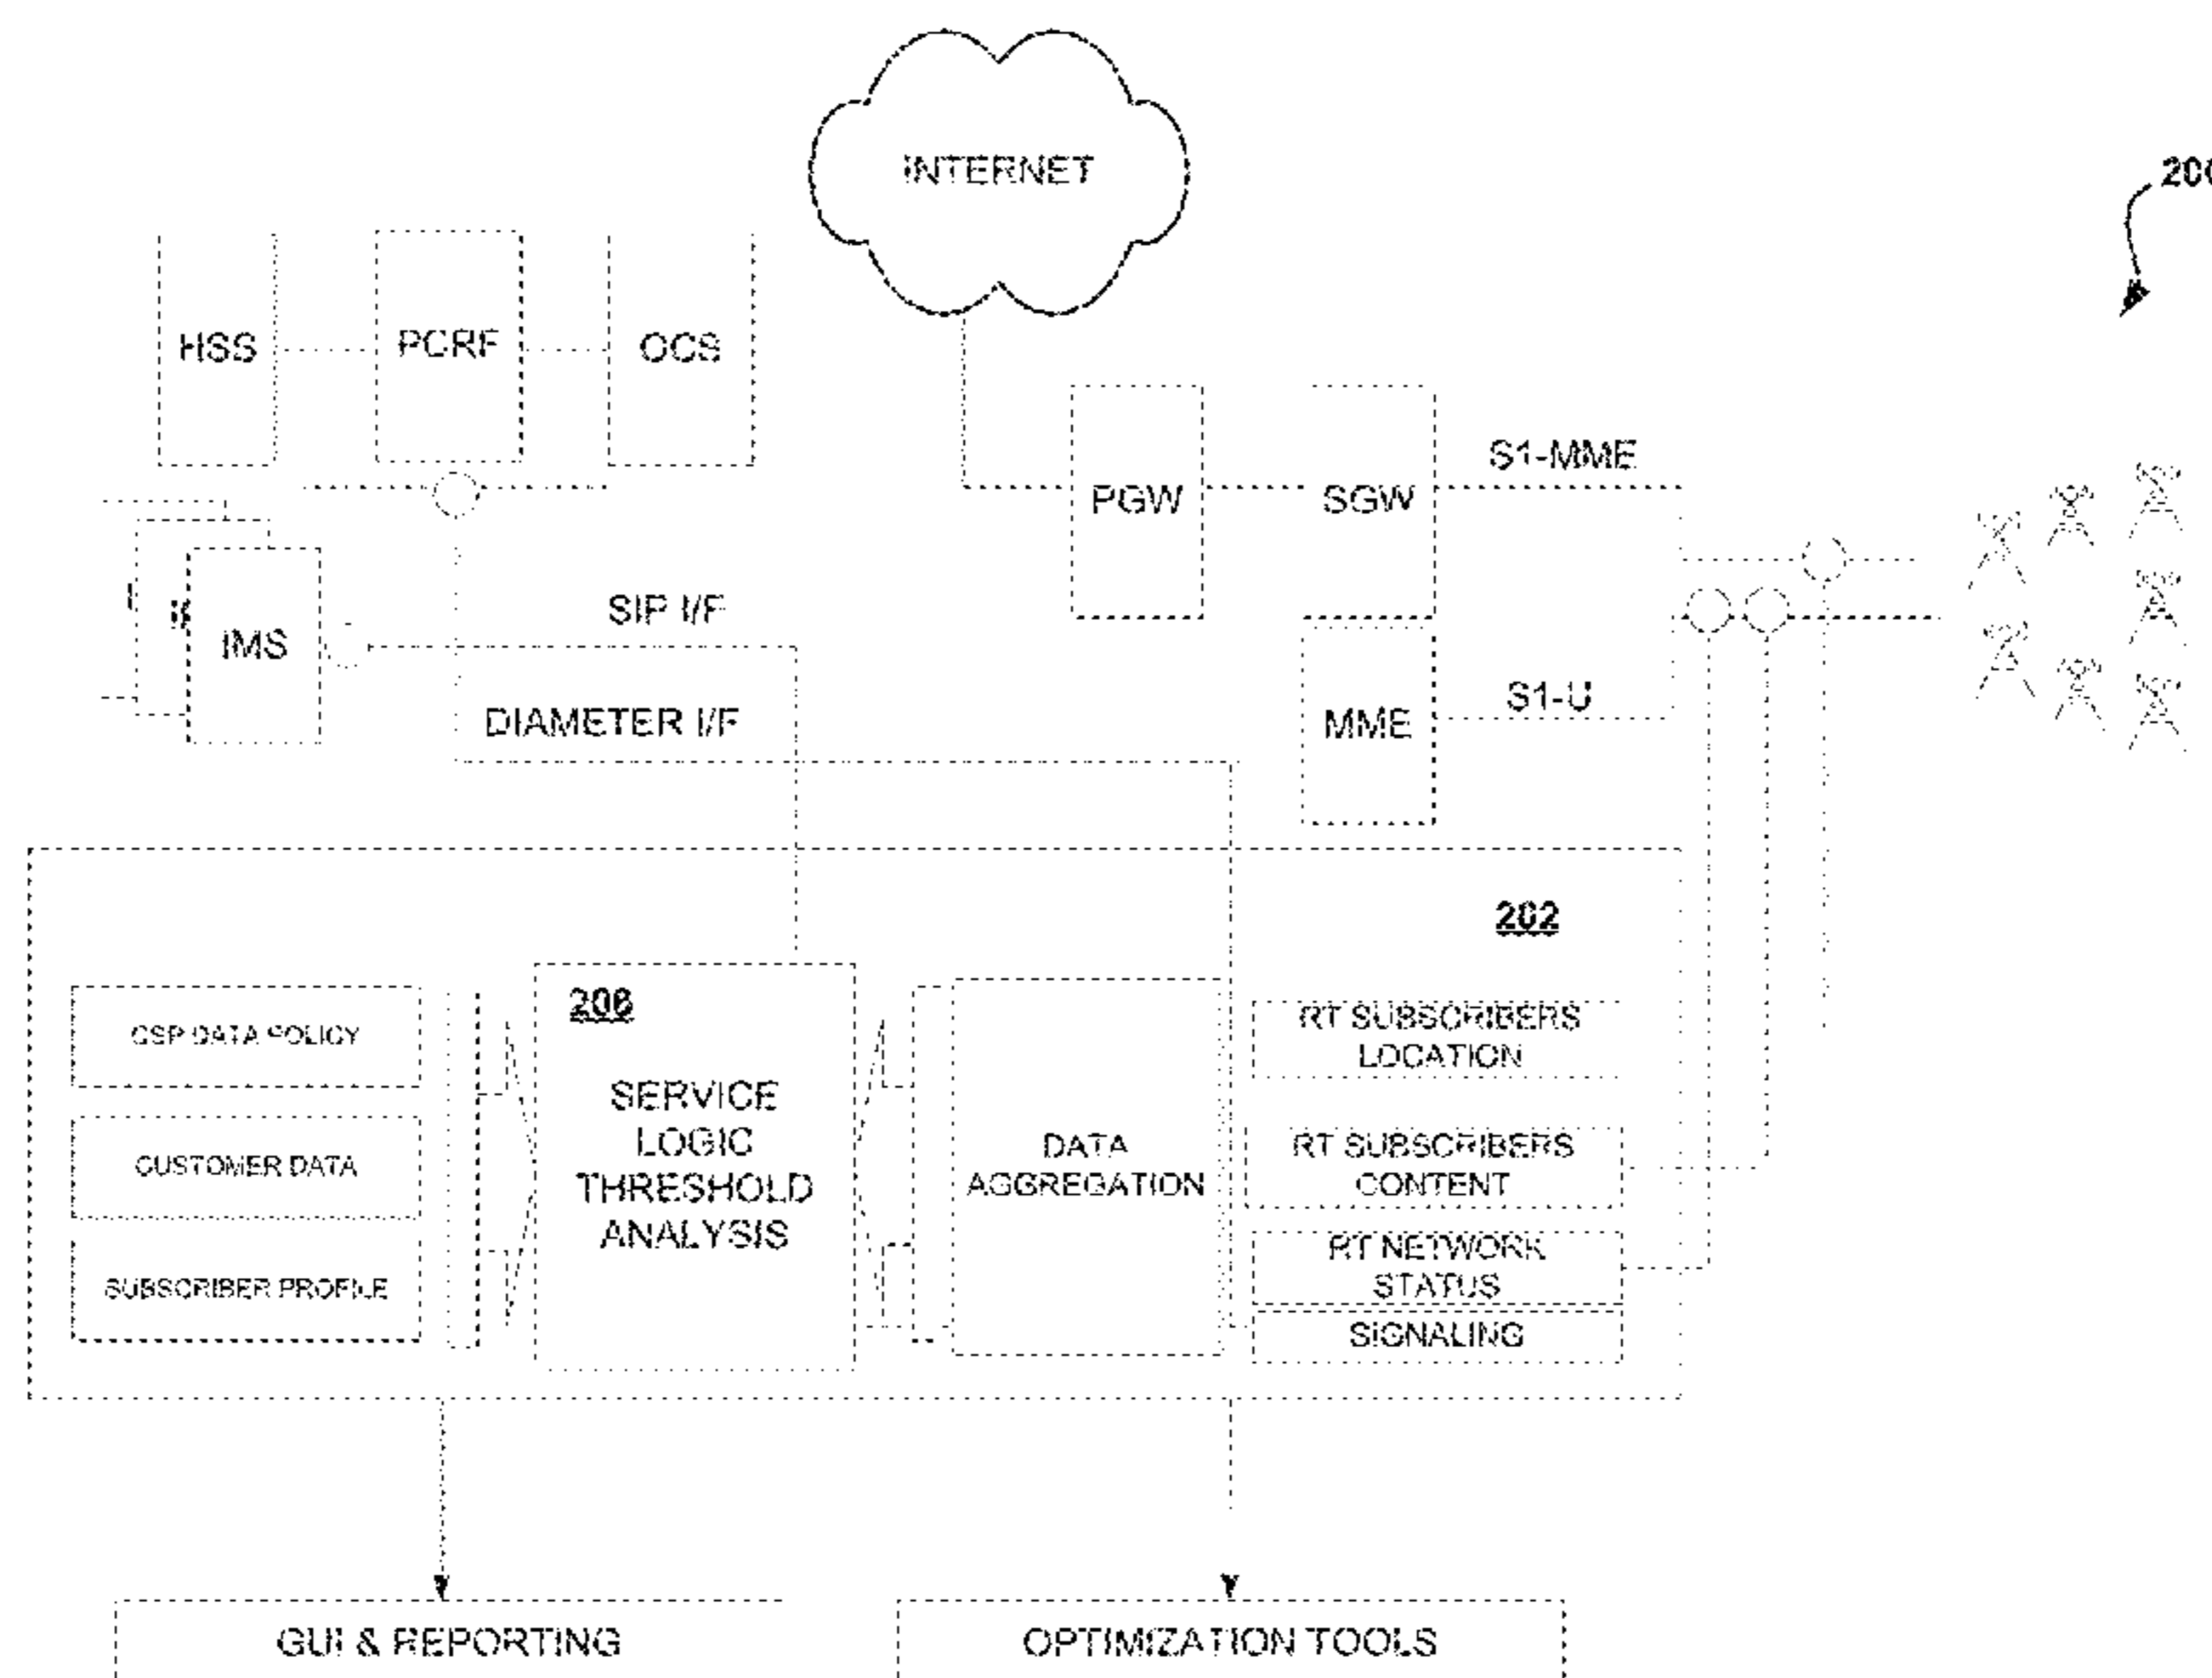 INTERNET
200
HSS
PCRF
OCS
S1-MME
PGW
SGW
SIP I/F
IMS
DIAMETER I/F
MME
S1-U
202
206
CSP DATA POLICY
CUSTOMER DATA
SUBSCRIBER PROFILE
SERVICE
LOGIC
THRESHOLD
ANALYSIS
DATA
AGGREGATION
RT SUBSCRIBERS
LOCATION
RT SUBSCRIBERS
CONTENT
RT NETWORK
STATUS
SIGNALING
GUI & REPORTING
OPTIMIZATION TOOLS